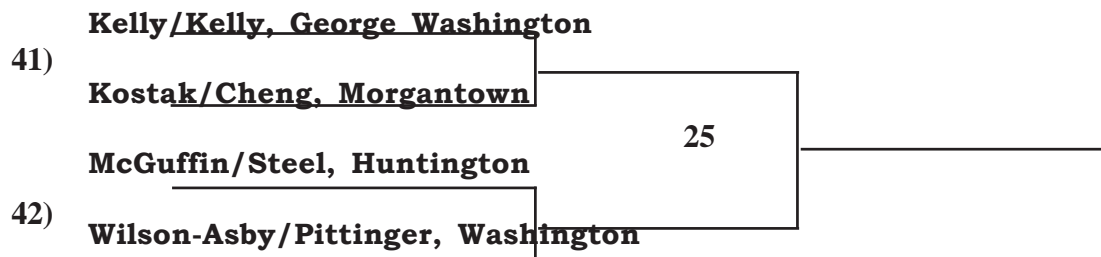 Kelly/Kelly, George Washington
41)
Kostak/Cheng, Morgantown
25
McGuffin/Steel, Huntington
42)
Wilson-Asby/Pittinger, Washington